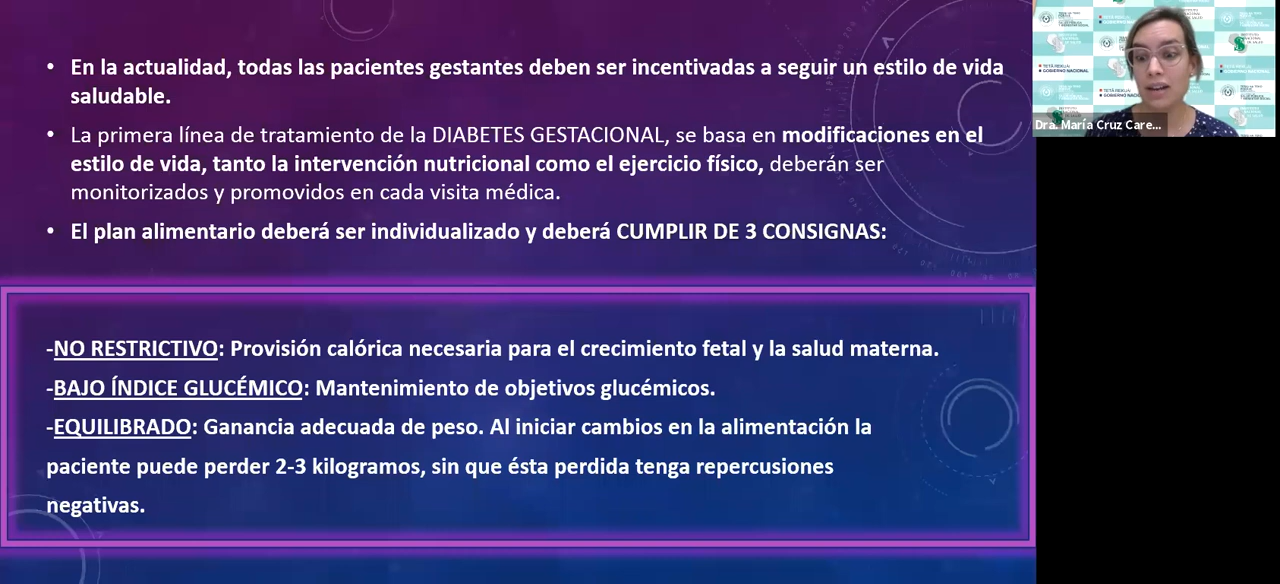 • En la actualidad, todas las pacientes gestantes deben ser incentivadas a seguir un estilo de vida
saludable.
• La primera línea de tratamiento de la DIABETES GESTACIONAL, se basa en modificaciones en el
estilo de vida, tanto la intervención nutricional como el ejercicio físico, deberán ser
monitorizados y promovidos en cada visita médica.
• El plan alimentario deberá ser individualizado y deberá CUMPLIR DE 3 CONSIGNAS:
-NO RESTRICTIVO: Provisión calórica necesaria para el crecimiento fetal y la salud materna.
-BAJO ÍNDICE GLUCÉMICO: Mantenimiento de objetivos glucémicos.
-EQUILIBRADO: Ganancia adecuada de peso. Al iniciar cambios en la alimentación la
paciente puede perder 2-3 kilogramos, sin que ésta perdida tenga repercusiones
negativas.
Dra. María Cruz Care...
TETÃ REKUÁI
GOBIERNO NACIONAL